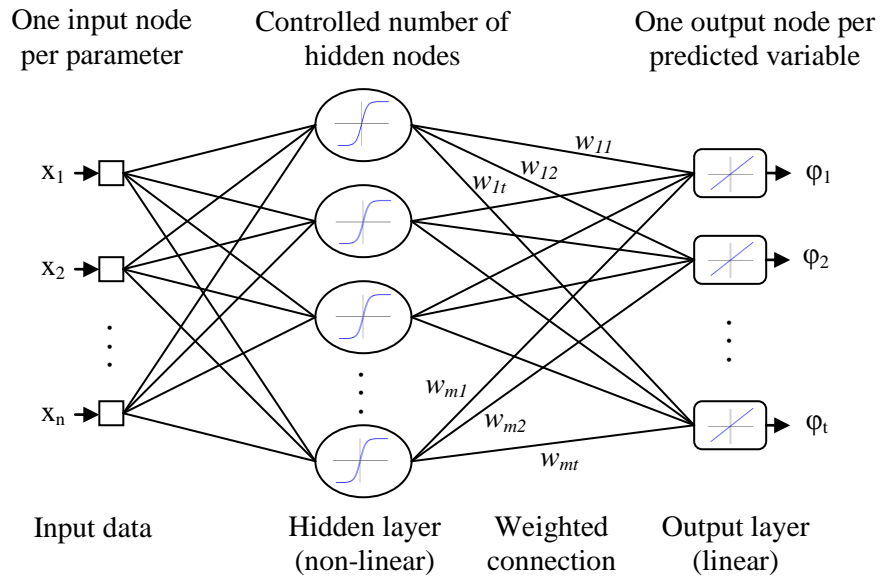 One input node
per parameter
Controlled number of
hidden nodes
One output node per
predicted variable
x1
x2
xn
w11
w12
w1t
wm1
wm2
wmt
φ1
φ2
φt
Input data
Hidden layer
(non-linear)
Weighted
connection
Output layer
(linear)